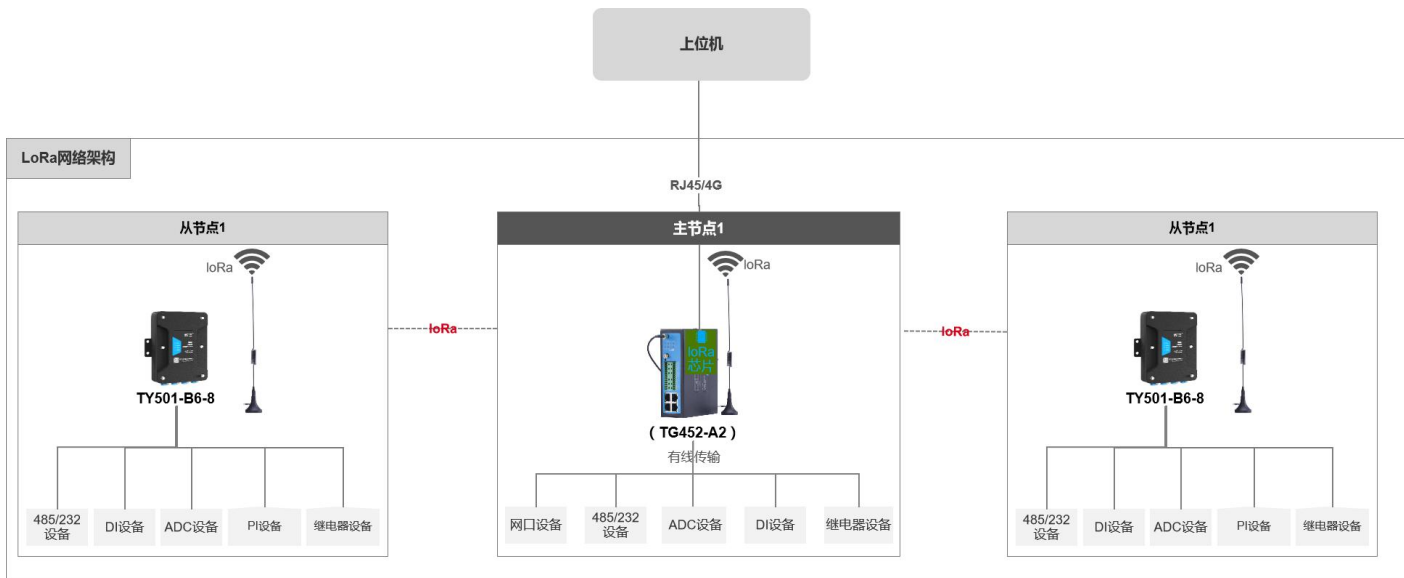 上位机
LoRa网络架构
RJ45/4G
从节点1
loRa
TY501-B6-8
485/232
设备
DI设备
ADC设备
PI设备
继电器设备
loRa
主节点1
loRa
loRa
芯片
（ TG452-A2 ）
有线传输
网口设备
485/232
设备
ADC设备
DI设备
继电器设备
loRa
从节点1
loRa
TY501-B6-8
485/232
设备
DI设备
ADC设备
PI设备
继电器设备